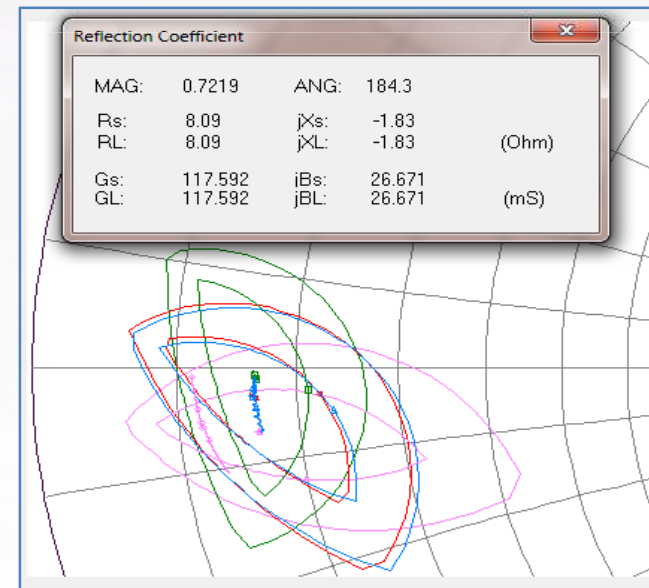 Reflection Coefficient
MAG: 0.7219 ANG: 184.3
Rs: 8.09 jXs: -1.83
RL: 8.09 jXL: -1.83 (Ohm)
Gs: 117.592 jBs: 26.671
GL: 117.592 jBL: 26.671 (mS)